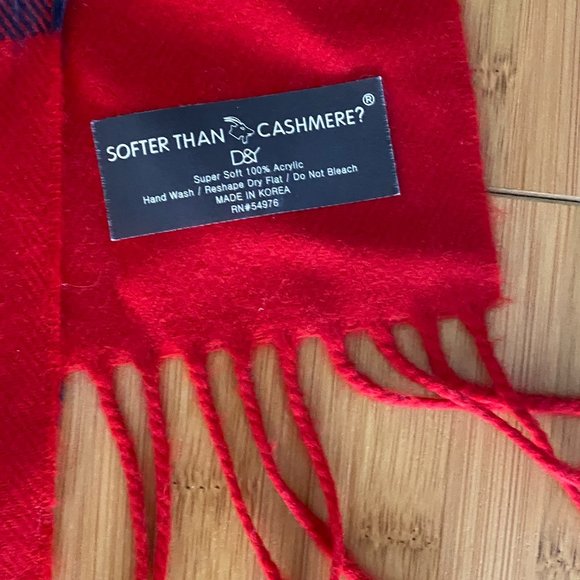 SOFTER THAN CASHMERE?®
D&Y
Super Soft 100% Acrylic
Hand Wash / Reshape Dry Flat / Do Not Bleach
MADE IN KOREA
RN#54976